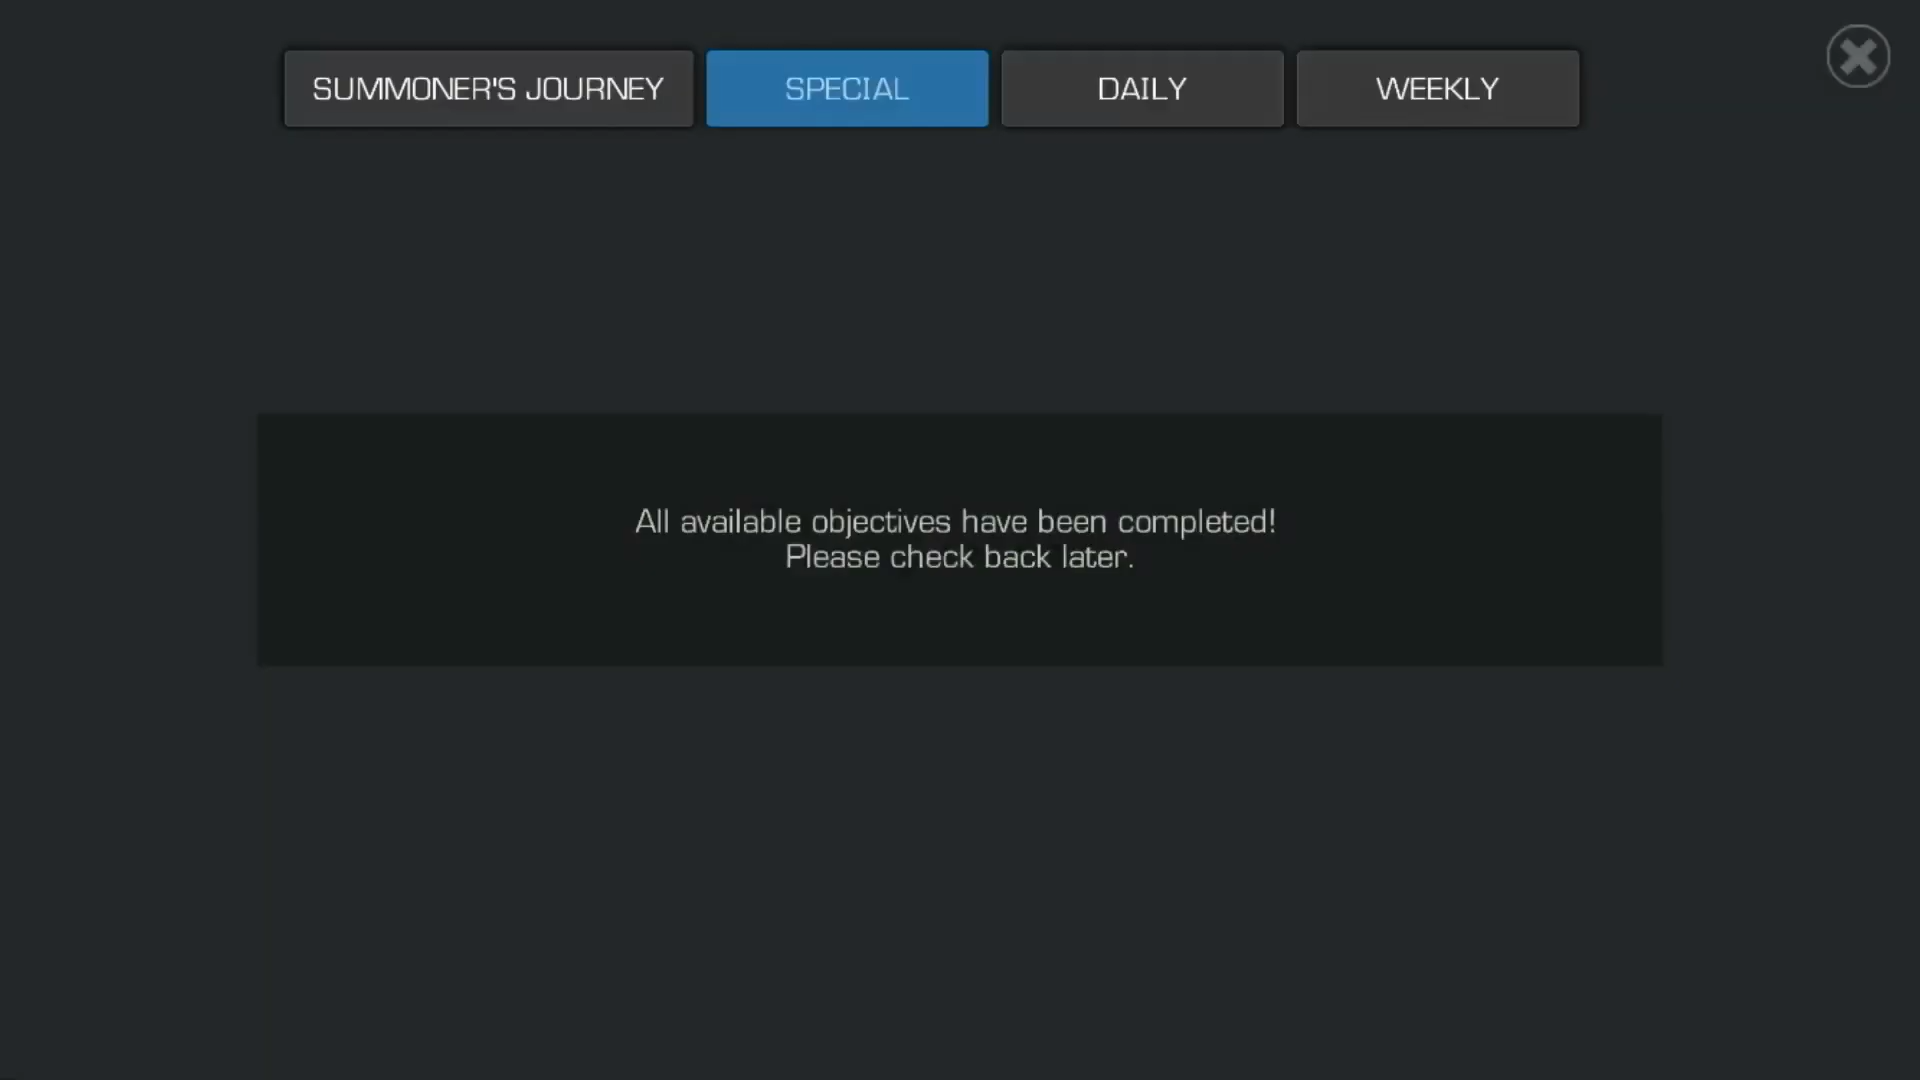 SUMMONER'S JOURNEY
SPECIAL
DAILY
WEEKLY
All available objectives have been completed!
Please check back later.